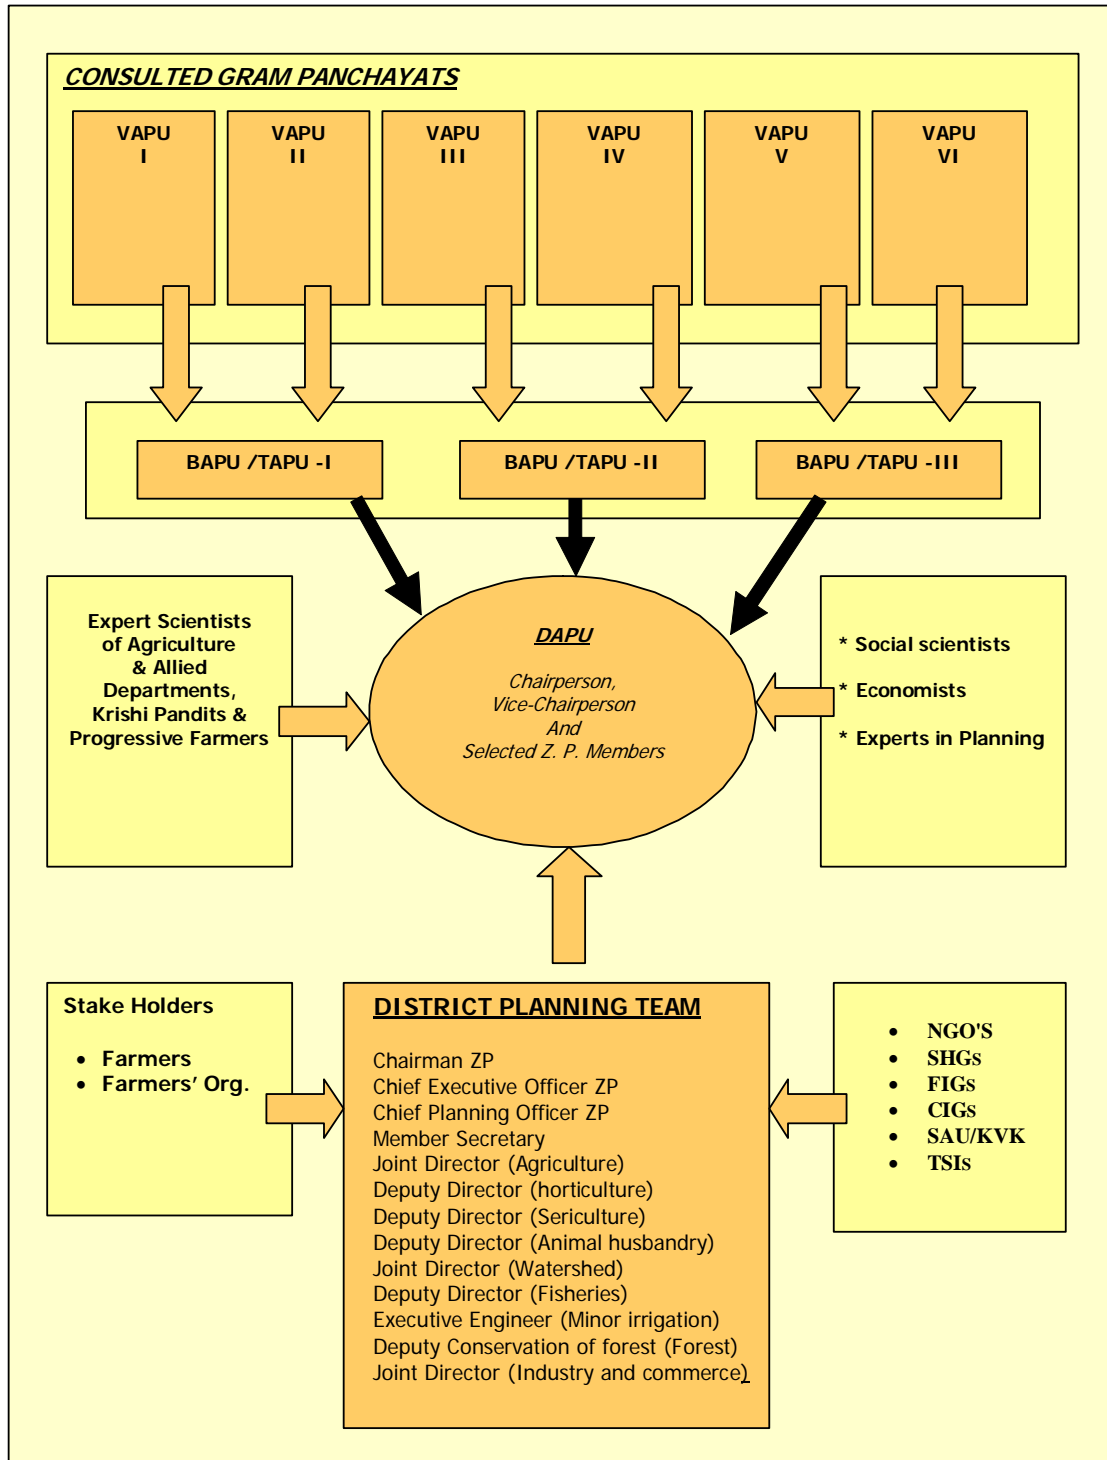 CONSULTED GRAM PANCHAYATS
VAPU
I
VAPU
II
VAPU
III
VAPU
IV
VAPU
V
VAPU
VI
BAPU /TAPU -I
BAPU /TAPU -II
BAPU /TAPU -III
Expert Scientists
of Agriculture
& Allied
Departments,
Krishi Pandits &
Progressive Farmers
DAPU
Chairperson,
Vice-Chairperson
And
Selected Z. P. Members
* Social scientists
* Economists
* Experts in Planning
Stake Holders
• Farmers
• Farmers' Org.
DISTRICT PLANNING TEAM
Chairman ZP
Chief Executive Officer ZP
Chief Planning Officer ZP
Member Secretary
Joint Director (Agriculture)
Deputy Director (horticulture)
Deputy Director (Sericulture)
Deputy Director (Animal husbandry)
Joint Director (Watershed)
Deputy Director (Fisheries)
Executive Engineer (Minor irrigation)
Deputy Conservation of forest (Forest)
Joint Director (Industry and commerce)
• NGO'S
• SHGs
• FIGs
• CIGs
• SAU/KVK
• TSIs